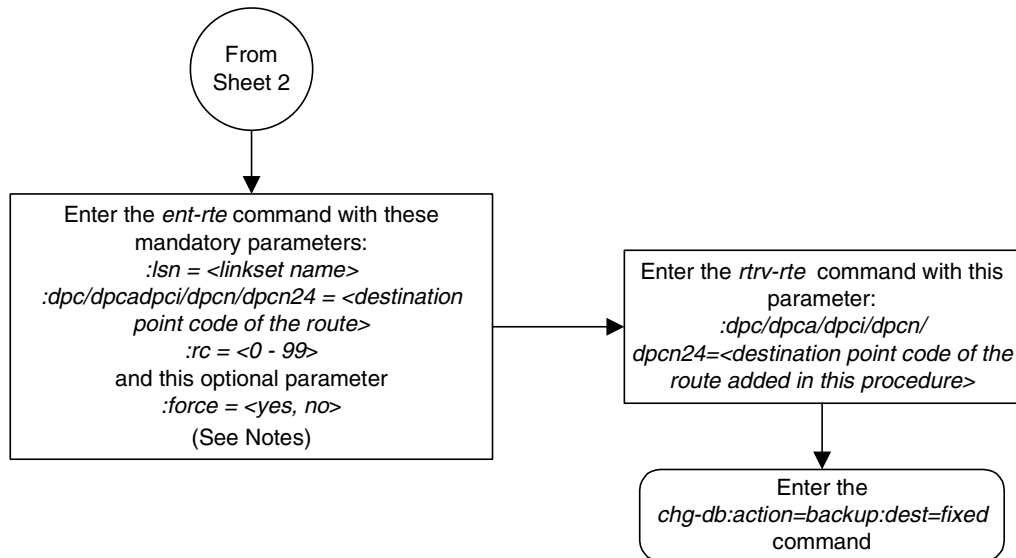 From
Sheet 2
Enter the ent-rte command with these
mandatory parameters:
:lsn = <linkset name>
:dpc/dpcadpci/dpcn/dpcn24 = <destination
point code of the route>
:rc = <0 - 99>
and this optional parameter
:force = <yes, no>
(See Notes)
Enter the rtrv-rte command with this
parameter:
:dpc/dpca/dpci/dpcn/
dpcn24=<destination point code of the
route added in this procedure>
Enter the
chg-db:action=backup:dest=fixed
command